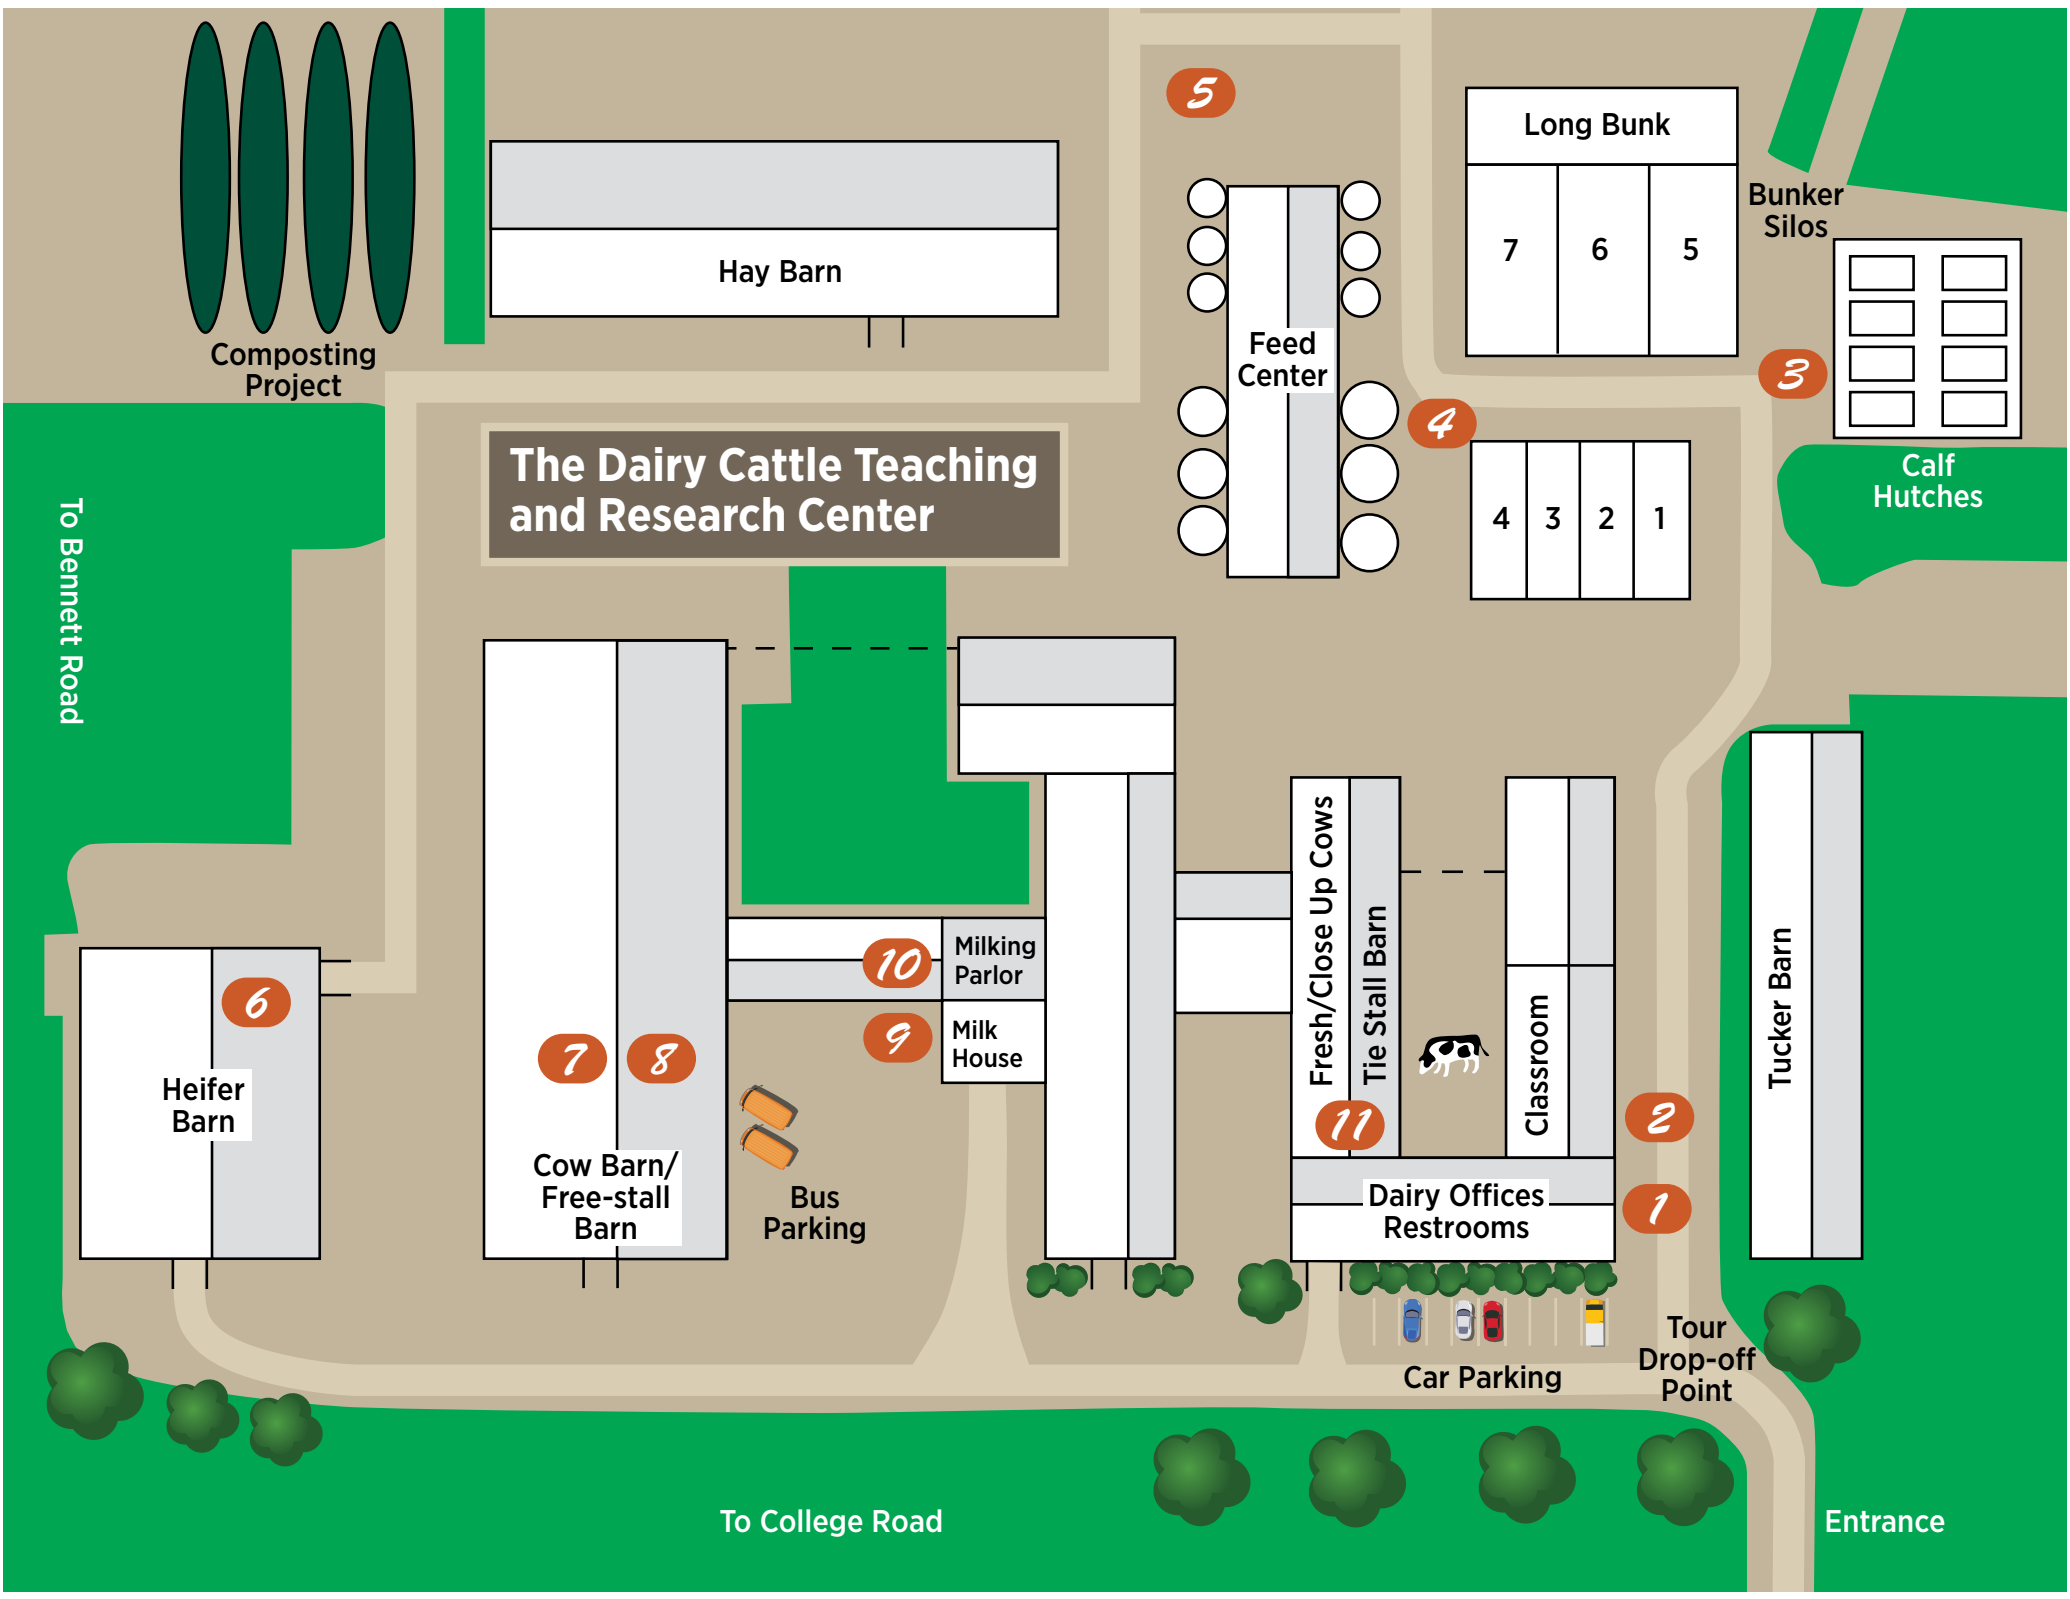 5
Long Bunk
7
6
5
Bunker
Silos
Hay Barn
Composting
Project
Feed
Center
3
4
The Dairy Cattle Teaching
and Research Center
Calf
Hutches
4
3
2
1
To Bennett Road
Fresh/Close Up Cows
Tie Stall Barn
Classroom
Tucker Barn
10
Milking
Parlor
6
9
Milk
House
7
8
Heifer
Barn
11
2
Cow Barn/
Free-stall
Barn
Bus
Parking
Dairy Offices
Restrooms
1
Car Parking
Tour
Drop-off
Point
To College Road
Entrance